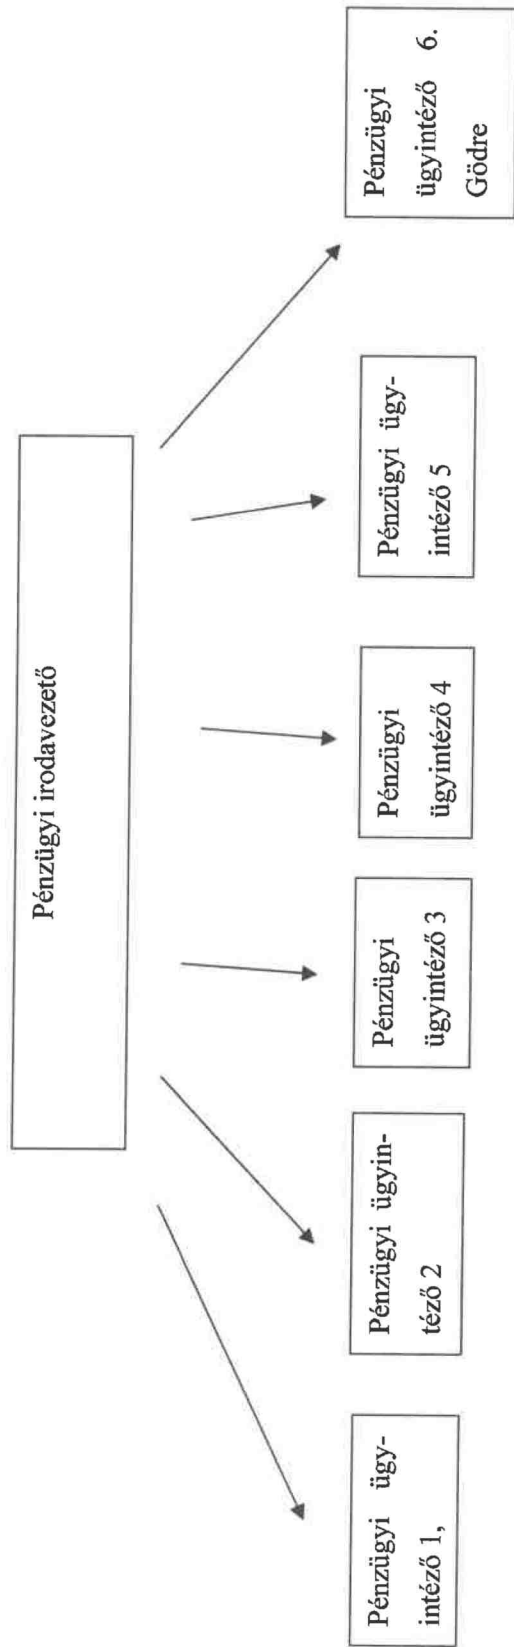 Pénzügyi irodavezető
Pénzügyi ügy-
intéző 1,
Pénzügyi ügyin-
téző 2
Pénzügyi
ügyintéző 3
Pénzügyi
ügyintéző 4
Pénzügyi ügy-
intéző 5
Pénzügyi
ügyintéző 6.
Gödre